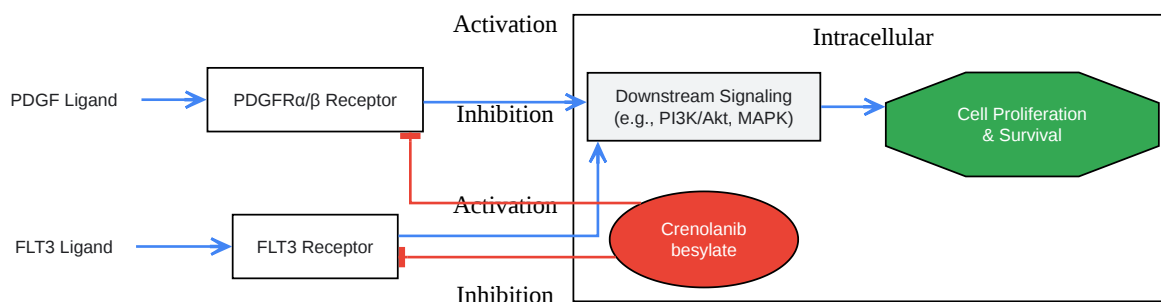 Activation
Intracellular
PDGF Ligand
PDGFRα/β Receptor
Inhibition
Downstream Signaling
(e.g., PI3K/Akt, MAPK)
Cell Proliferation
& Survival
Activation
FLT3 Ligand
FLT3 Receptor
Crenolanib
besylate
Inhibition